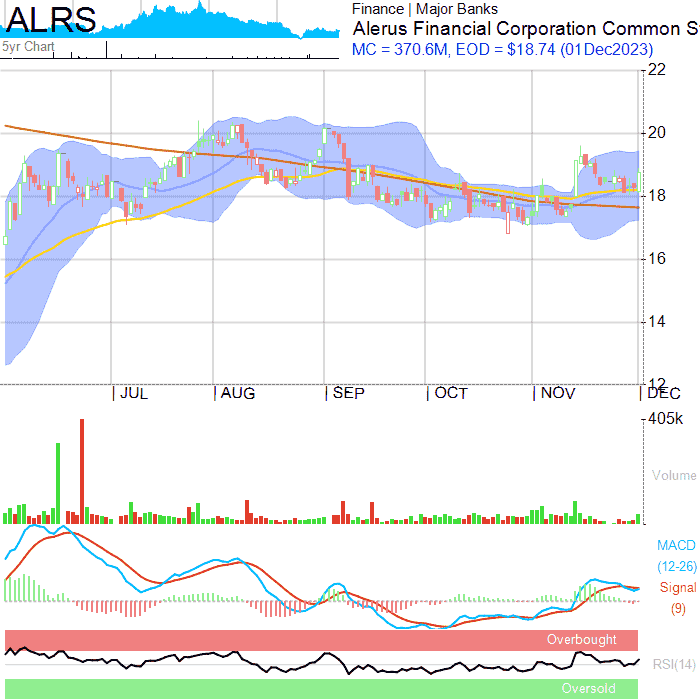 ALRS
5yr Chart
Finance | Major Banks
Alerus Financial Corporation Common S
MC = 370.6M, EOD = $18.74 (01Dec2023)
22
20
18
16
14
12
| JUL | AUG | SEP | OCT | NOV | DEC
405k
Volume
MACD
(12-26)
Signal
(9)
Overbought
RSI(14)
Oversold